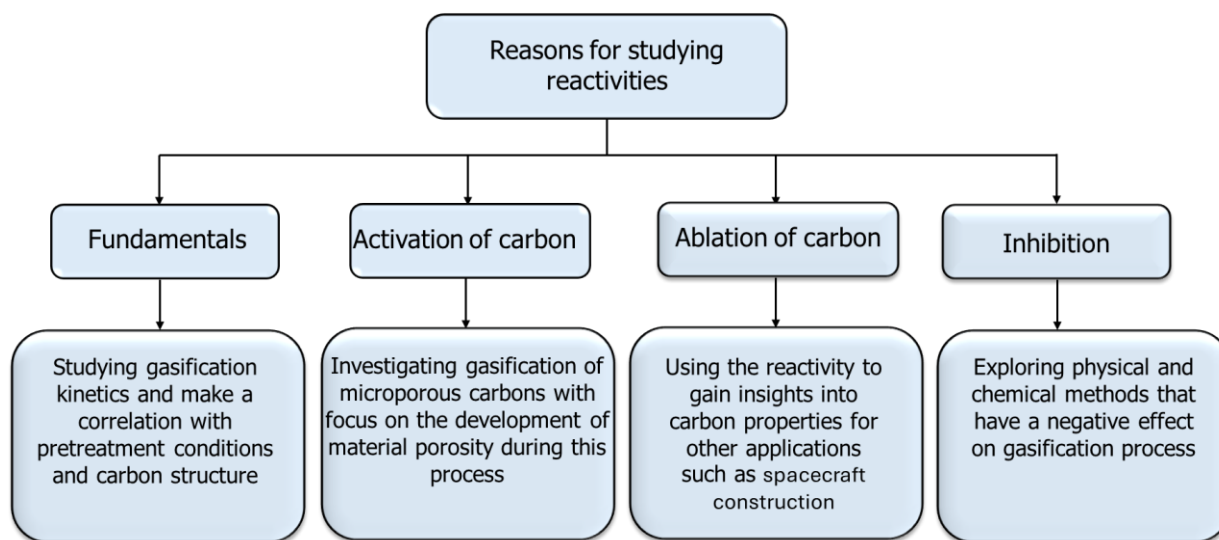 Reasons for studying
reactivities
Fundamentals
Activation of carbon
Ablation of carbon
Inhibition
Studying gasification
kinetics and make a
correlation with
pretreatment conditions
and carbon structure
Investigating gasification of
microporous carbons with
focus on the development of
material porosity during this
process
Using the reactivity to
gain insights into
carbon properties for
other applications
such as spacecraft
construction
Exploring physical and
chemical methods that
have a negative effect
on gasification process